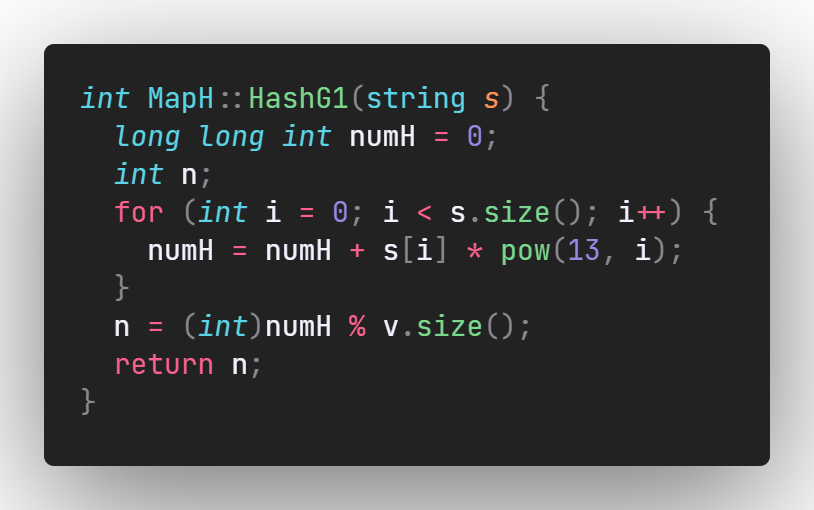 int MapH::HashG1(string s) {
  long long int numH = 0;
  int n;
  for (int i = 0; i < s.size(); i++) {
    numH = numH + s[i] * pow(13, i);
  }
  n = (int)numH % v.size();
  return n;
}